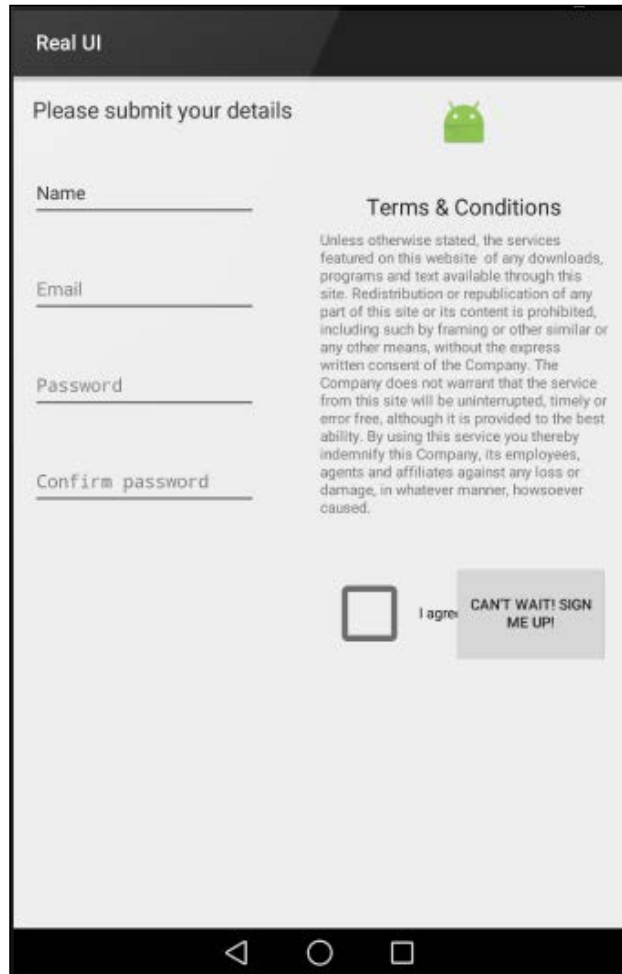 Real UI
Please submit your details
Name
Email
Password
Confirm password
Terms & Conditions
Unless otherwise stated, the services
featured on this website  of any downloads,
programs and text available through this
site. Redistribution or republication of any
part of this site or its content is prohibited,
including such by framing or other similar or
any other means, without the express
written consent of the Company. The
Company does not warrant that the service
from this site will be uninterrupted, timely or
error free, although it is provided to the best
ability. By using this service you thereby
indemnify this Company, its employees,
agents and affiliates against any loss or
damage, in whatever manner, howsoever
caused.
I agre
CAN'T WAIT! SIGN
ME UP!